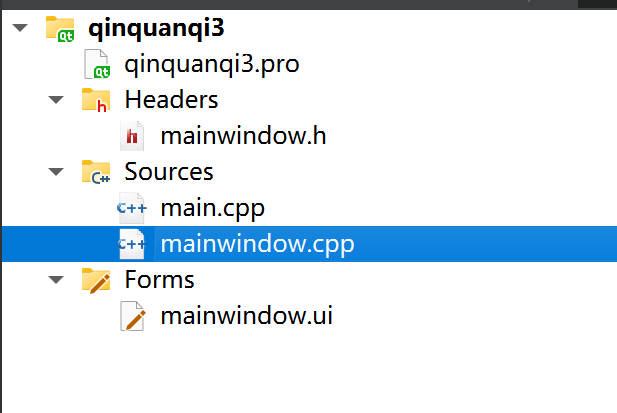 qinquanqi3
qinquanqi3.pro
Headers
mainwindow.h
Sources
main.cpp
mainwindow.cpp
Forms
mainwindow.ui